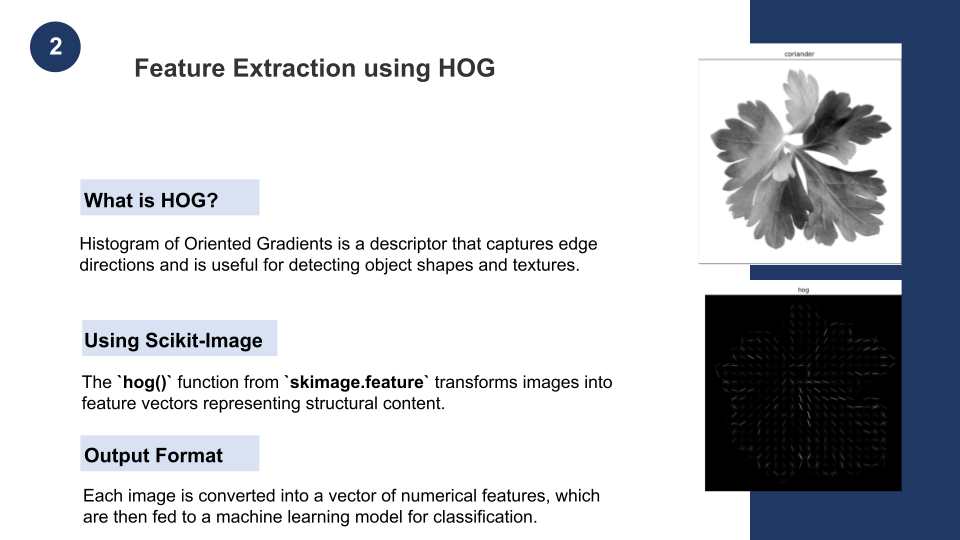 2
Feature Extraction using HOG
What is HOG?
Histogram of Oriented Gradients is a descriptor that captures edge
directions and is useful for detecting object shapes and textures.
Using Scikit-Image
The `hog()` function from `skimage.feature` transforms images into
feature vectors representing structural content.
Output Format
Each image is converted into a vector of numerical features, which
are then fed to a machine learning model for classification.
coriander
hog